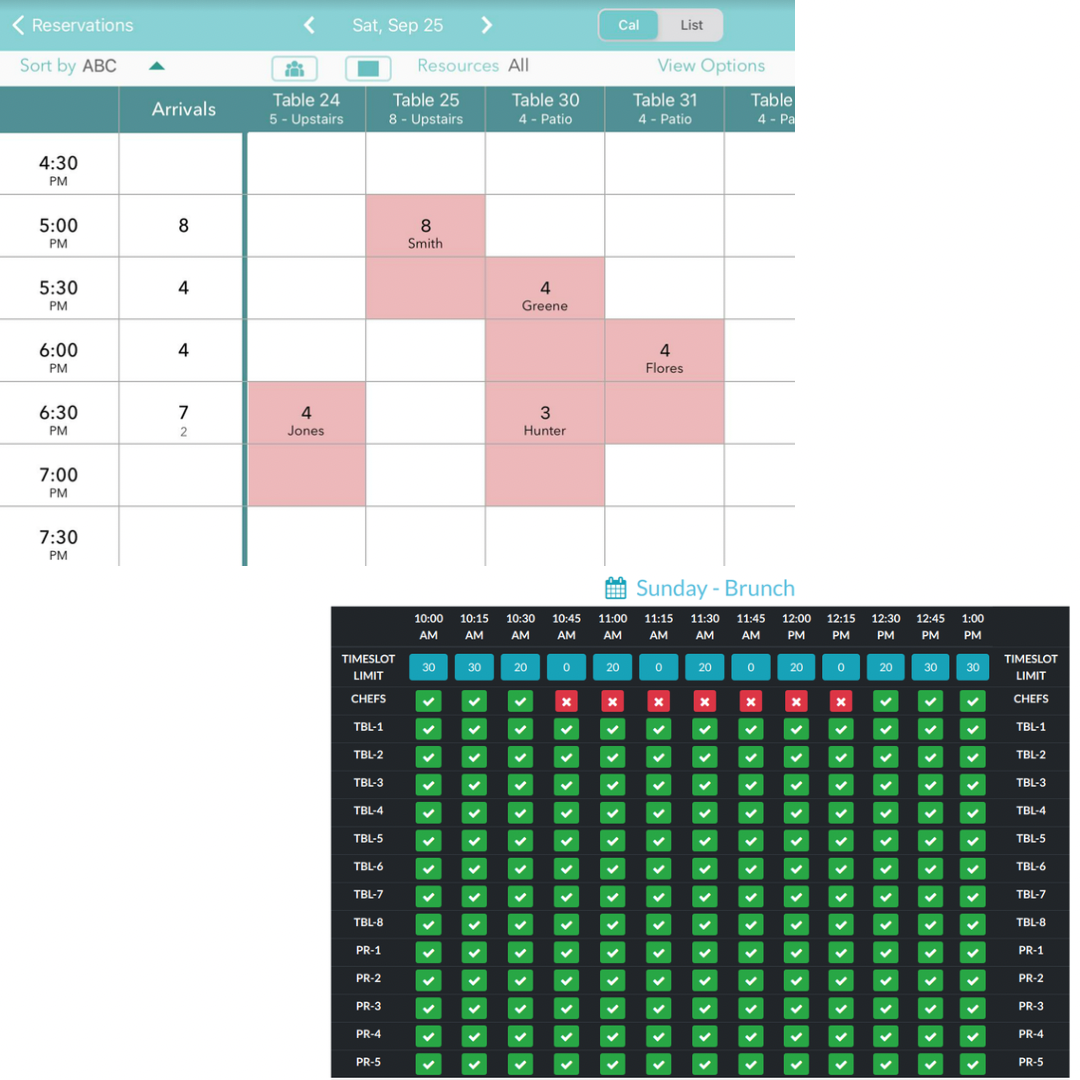 Reservations
Sat, Sep 25
Cal List
Sort by ABC
Resources All
View Options
Arrivals
Table 24
5 - Upstairs
Table 25
8 - Upstairs
Table 30
4 - Patio
Table 31
4 - Patio
Table
4 - Pa
4:30
PM
5:00
PM
8
8
Smith
5:30
PM
4
4
Greene
6:00
PM
4
4
Flores
6:30
PM
7
2
4
Jones
3
Hunter
7:00
PM
7:30
PM
Sunday - Brunch
10:00 10:15 10:30 10:45 11:00 11:15 11:30 11:45 12:00 12:15 12:30 12:45 1:00
AM AM AM AM AM AM AM AM PM PM PM PM PM
TIMESLOT LIMIT 30 30 20 0 20 0 20 0 20 0 20 30 30 TIMESLOT LIMIT
CHEFS CHEFS
TBL-1 TBL-1
TBL-2 TBL-2
TBL-3 TBL-3
TBL-4 TBL-4
TBL-5 TBL-5
TBL-6 TBL-6
TBL-7 TBL-7
TBL-8 TBL-8
PR-1 PR-1
PR-2 PR-2
PR-3 PR-3
PR-4 PR-4
PR-5 PR-5